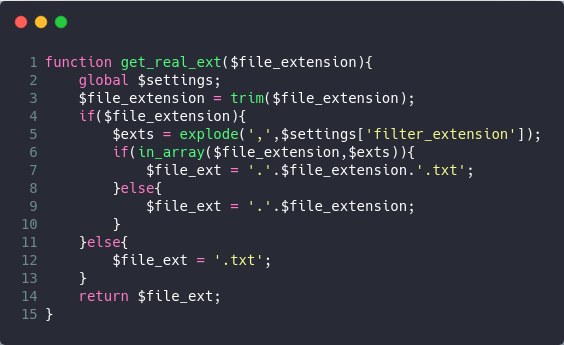 1 function get_real_ext($file_extension){
2     global $settings;
3     $file_extension = trim($file_extension);
4     if($file_extension){
5         $exts = explode(',',$settings['filter_extension']);
6         if(in_array($file_extension,$exts)){
7             $file_ext = '.'.$file_extension.'.txt';
8         }else{
9             $file_ext = '.'.$file_extension;
10         }
11     }else{
12         $file_ext = '.txt';
13     }
14     return $file_ext;
15 }